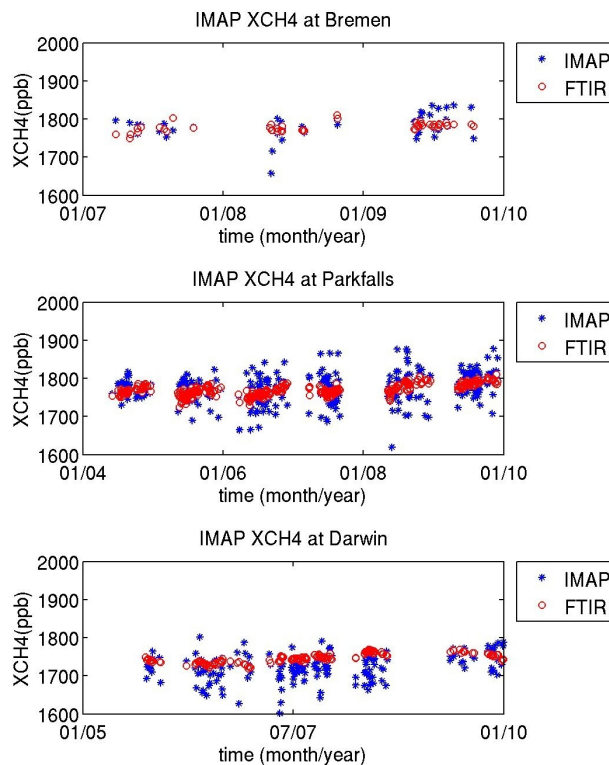 IMAP XCH4 at Bremen
2000
1900
1800
1700
1600
XCH4(ppb)
01/07 01/08 01/09 01/10
time (month/year)
IMAP
FTIR
IMAP XCH4 at Parkfalls
2000
1900
1800
1700
1600
XCH4(ppb)
01/04 01/06 01/08 01/10
time (month/year)
IMAP
FTIR
IMAP XCH4 at Darwin
2000
1900
1800
1700
1600
XCH4(ppb)
01/05 07/07 01/10
time (month/year)
IMAP
FTIR